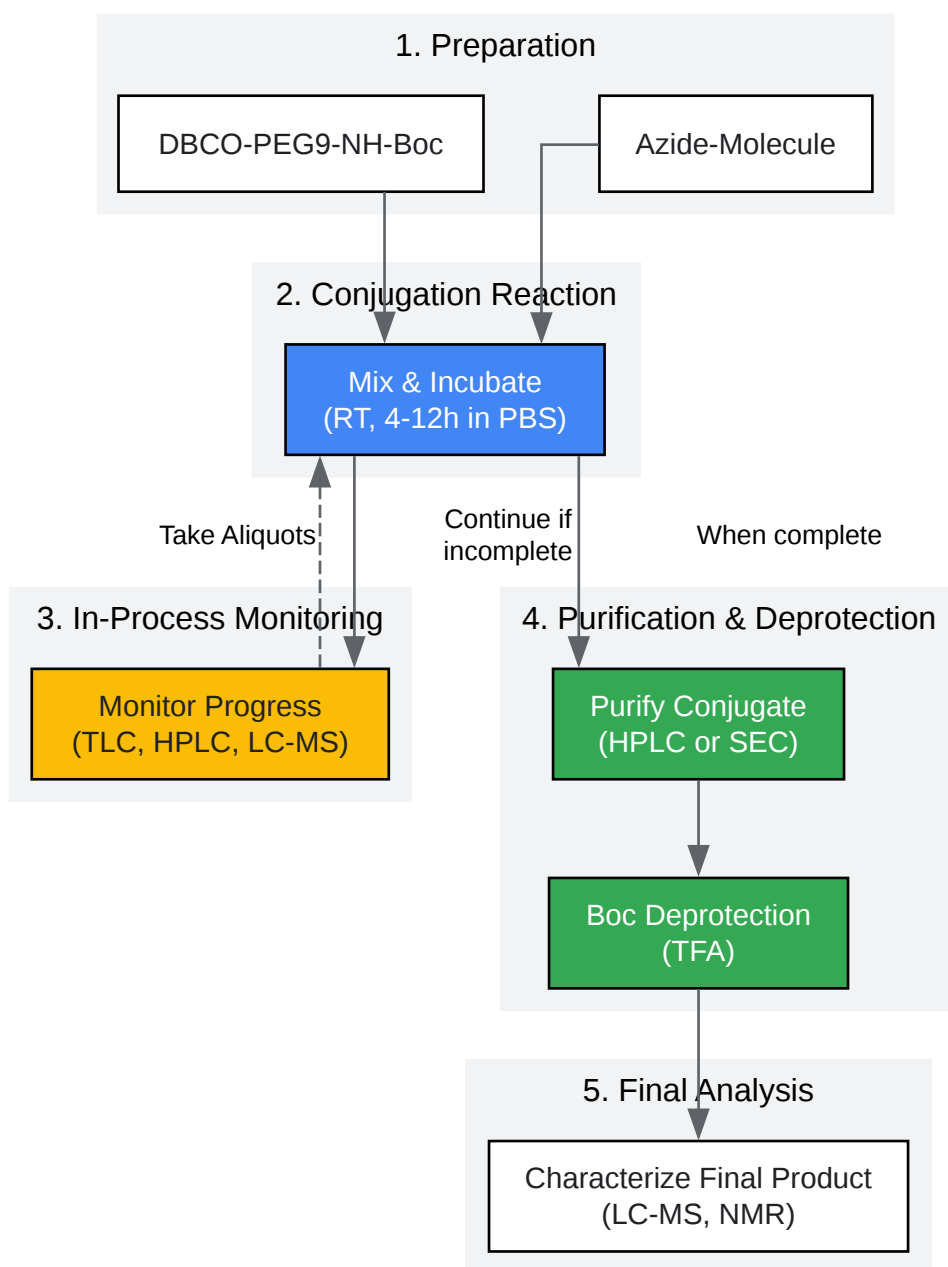 1. Preparation
DBCO-PEG9-NH-Boc
Azide-Molecule
2. Conjugation Reaction
Mix & Incubate
(RT, 4-12h in PBS)
Take Aliquots
Continue if
incomplete
When complete
3. In-Process Monitoring
Monitor Progress
(TLC, HPLC, LC-MS)
4. Purification & Deprotection
Purify Conjugate
(HPLC or SEC)
Boc Deprotection
(TFA)
5. Final Analysis
Characterize Final Product
(LC-MS, NMR)